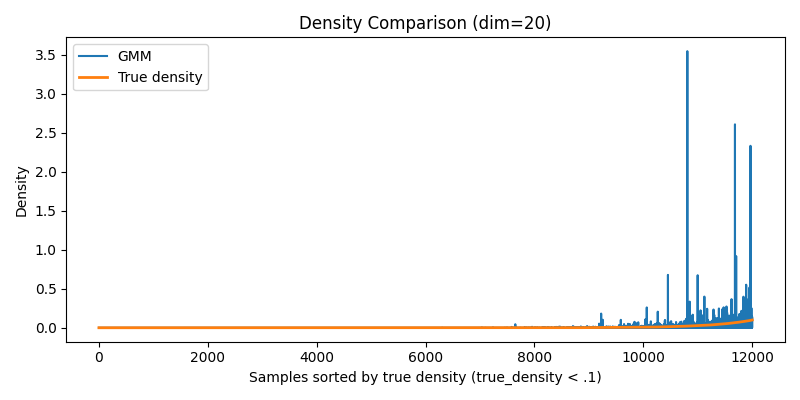 Density Comparison (dim=20)
GMM
True density
Density
3.5
3.0
2.5
2.0
1.5
1.0
0.5
0.0
0 2000 4000 6000 8000 10000 12000
Samples sorted by true density (true_density < .1)